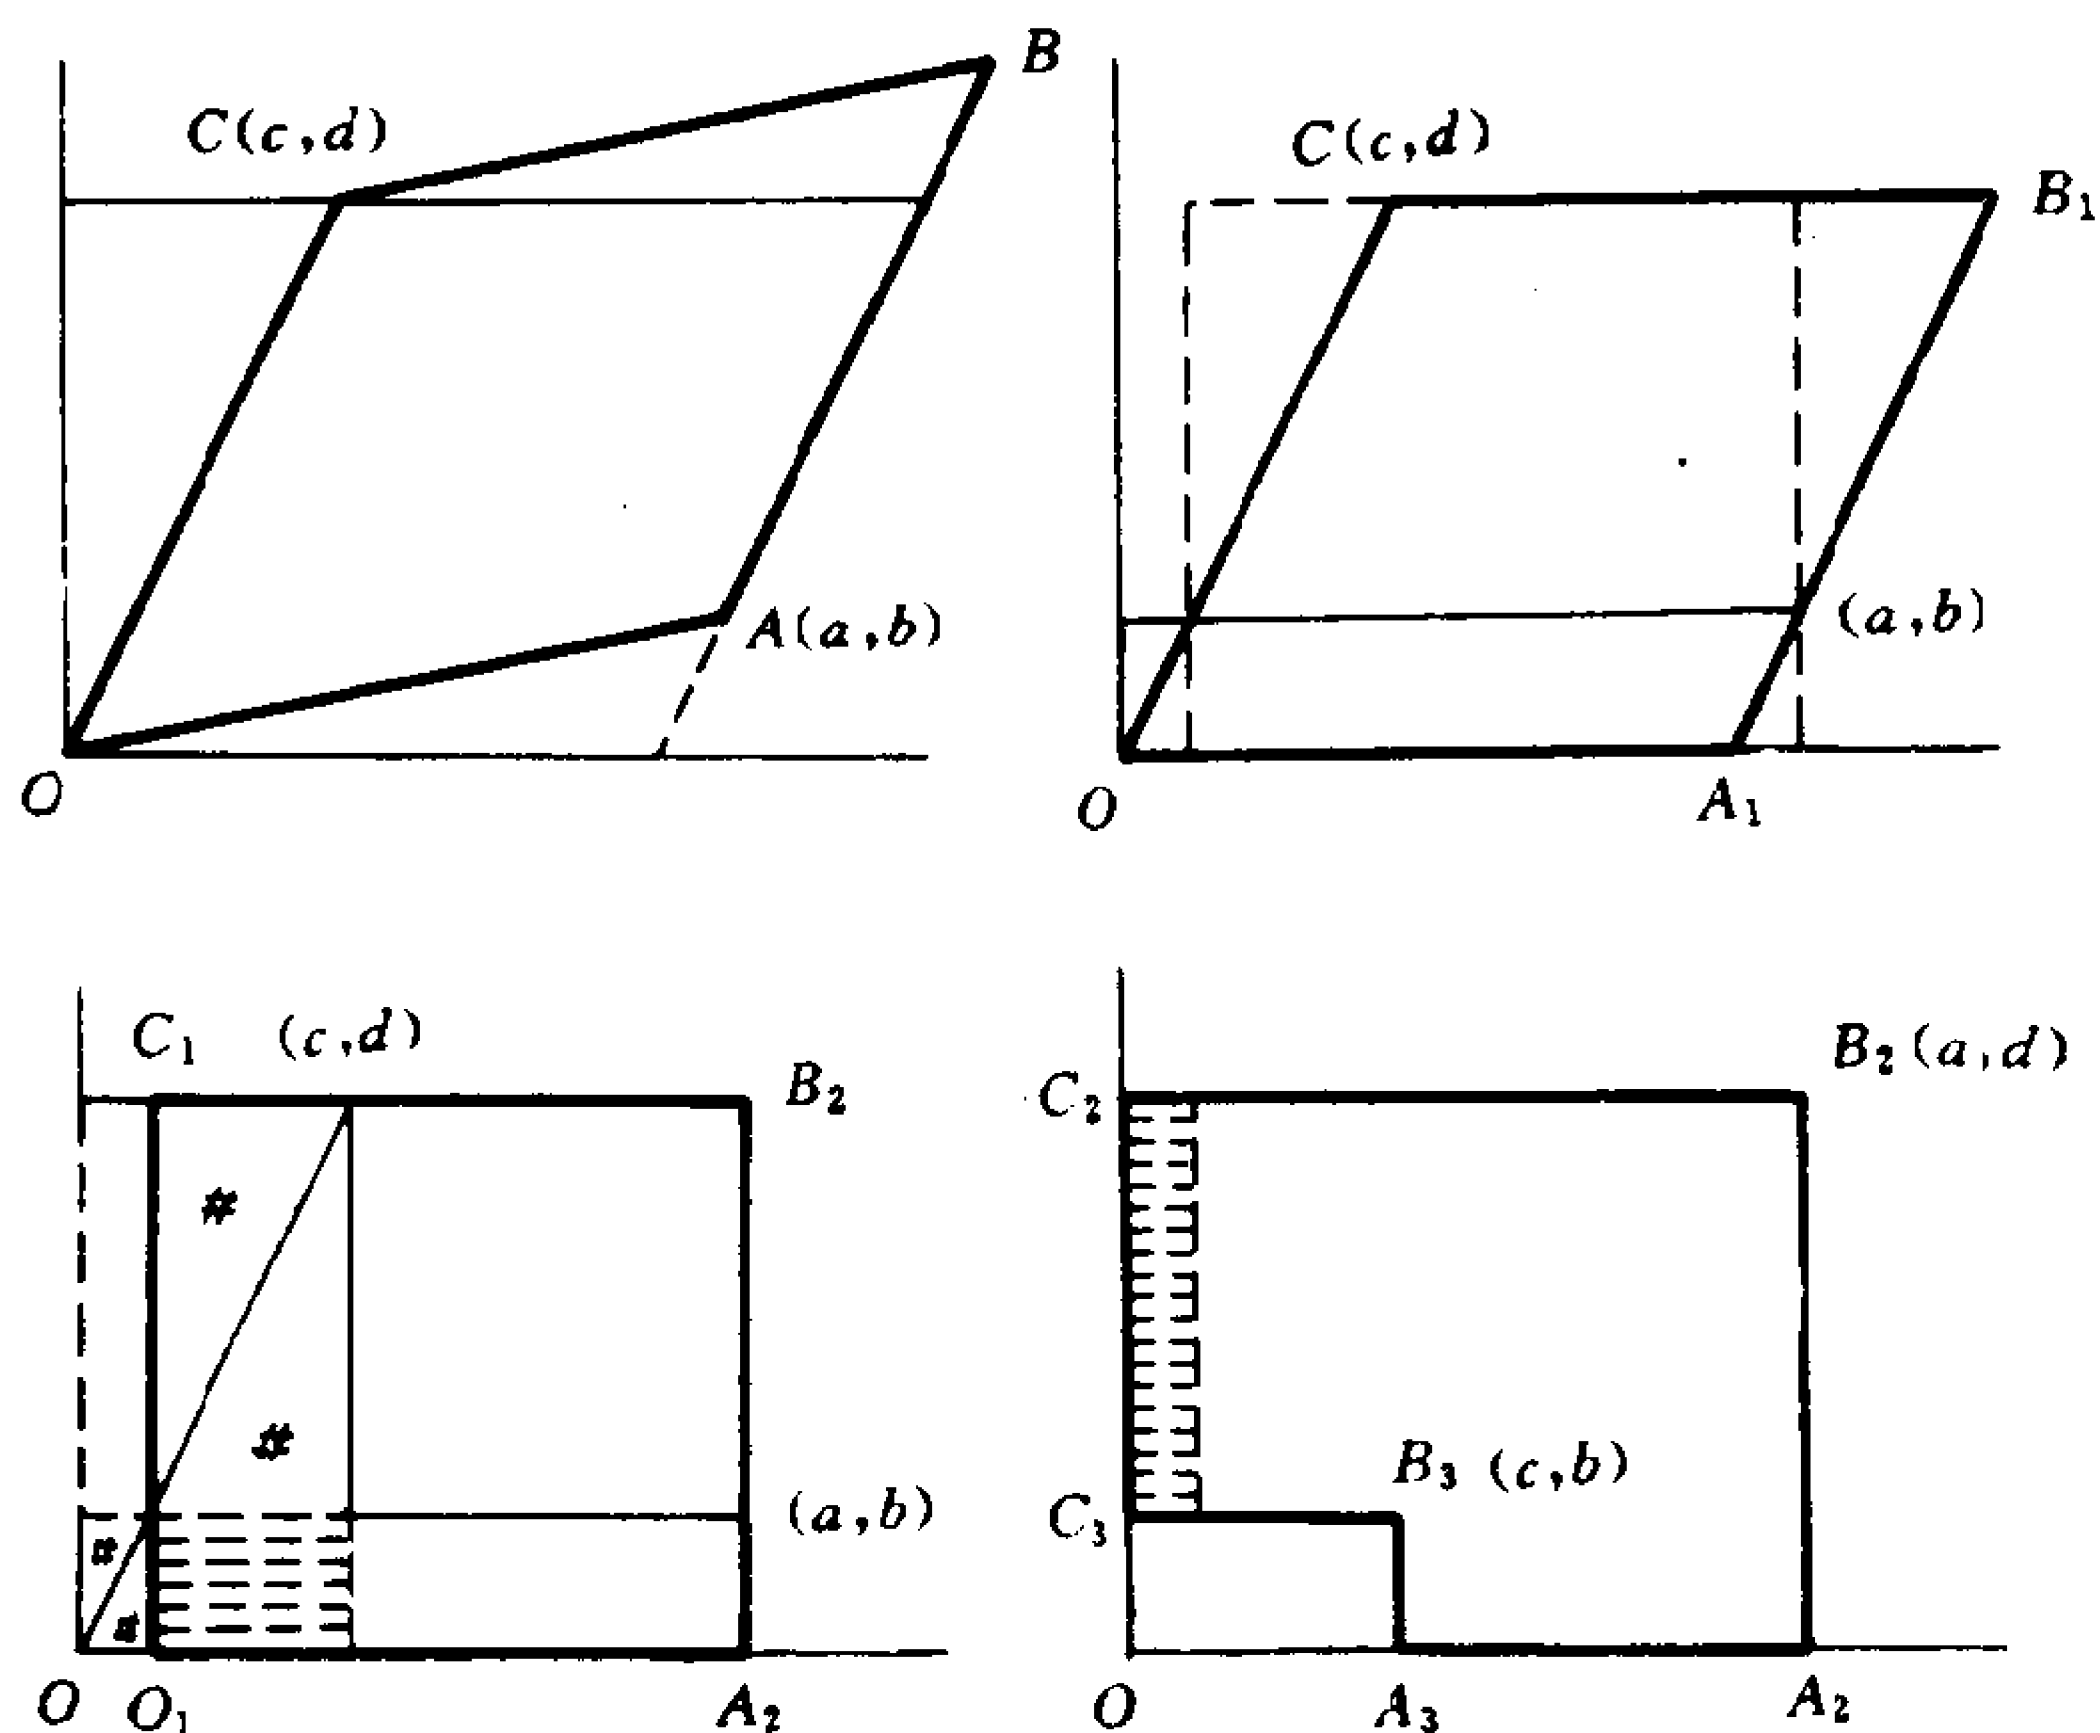 B
C(c,d)
A(a,b)
O
C(c,d)
B₁
(a,b)
O
A₁
C₁ (c,d)
B₂
#
#
(a,b)
#
#
O O₁ A₂
B₂(a,d)
C₂
B₃ (c,b)
C₃
O A₃ A₂